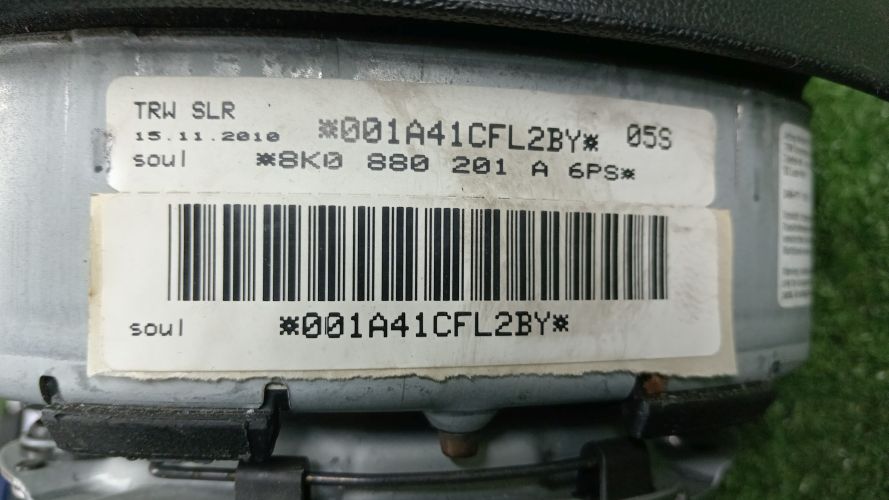 TRW SLR
15.11.2010
*001A41CFL2BY* 05S
soul *8K0 880 201 A 6PS*
soul *001A41CFL2BY*